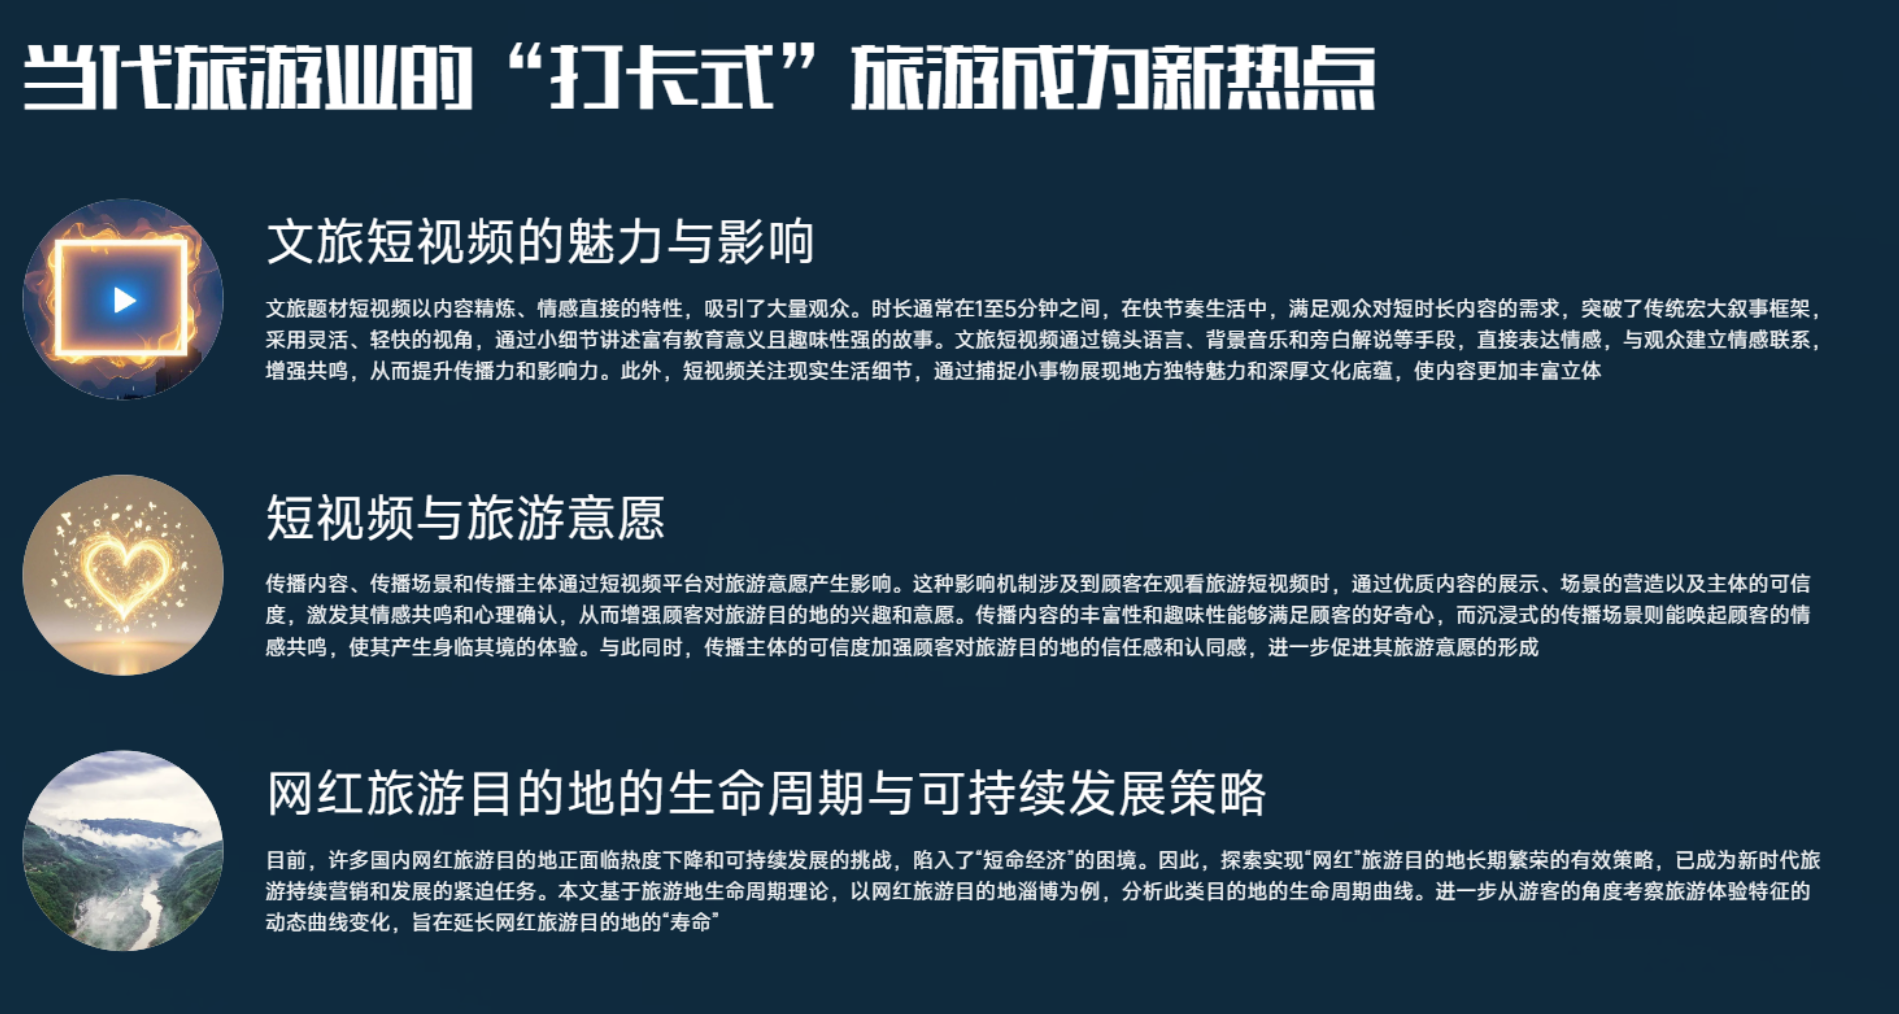 当代旅游业的“打卡式”旅游成为新热点
文旅短视频的魅力与影响
文旅题材短视频以内容精炼、情感直接的特性，吸引了大量观众。时长通常在1至5分钟之间，在快节奏生活中，满足观众对短时长内容的需求，突破了传统宏大叙事框架，
采用灵活、轻快的视角，通过小细节讲述富有教育意义且趣味性强的故事。文旅短视频通过镜头语言、背景音乐和旁白解说等手段，直接表达情感，与观众建立情感联系，
增强共鸣，从而提升传播力和影响力。此外，短视频关注现实生活细节，通过捕捉小事物展现地方独特魅力和深厚文化底蕴，使内容更加丰富立体
短视频与旅游意愿
传播内容、传播场景和传播主体通过短视频平台对旅游意愿产生影响。这种影响机制涉及到顾客在观看旅游短视频时，通过优质内容的展示、场景的营造以及主体的可信
度，激发其情感共鸣和心理确认，从而增强顾客对旅游目的地的兴趣和意愿。传播内容的丰富性和趣味性能够满足顾客的好奇心，而沉浸式的传播场景则能唤起顾客的情
感共鸣，使其产生身临其境的体验。与此同时，传播主体的可信度加强顾客对旅游目的地的信任感和认同感，进一步促进其旅游意愿的形成
网红旅游目的地的生命周期与可持续发展策略
目前，许多国内网红旅游目的地正面临热度下降和可持续发展的挑战，陷入了“短命经济”的困境。因此，探索实现“网红”旅游目的地长期繁荣的有效策略，已成为新时代旅
游持续营销和发展的紧迫任务。本文基于旅游地生命周期理论，以网红旅游目的地淄博为例，分析此类目的地的生命周期曲线。进一步从游客的角度考察旅游体验特征的
动态曲线变化，旨在延长网红旅游目的地的“寿命”